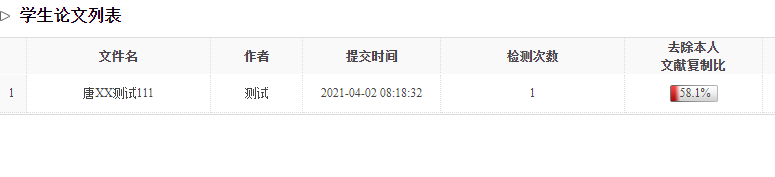 学生论文列表
文件名 作者 提交时间 检测次数 去除本人
文献复制比
1 唐XX测试111 测试 2021-04-02 08:18:32 1 58.1%